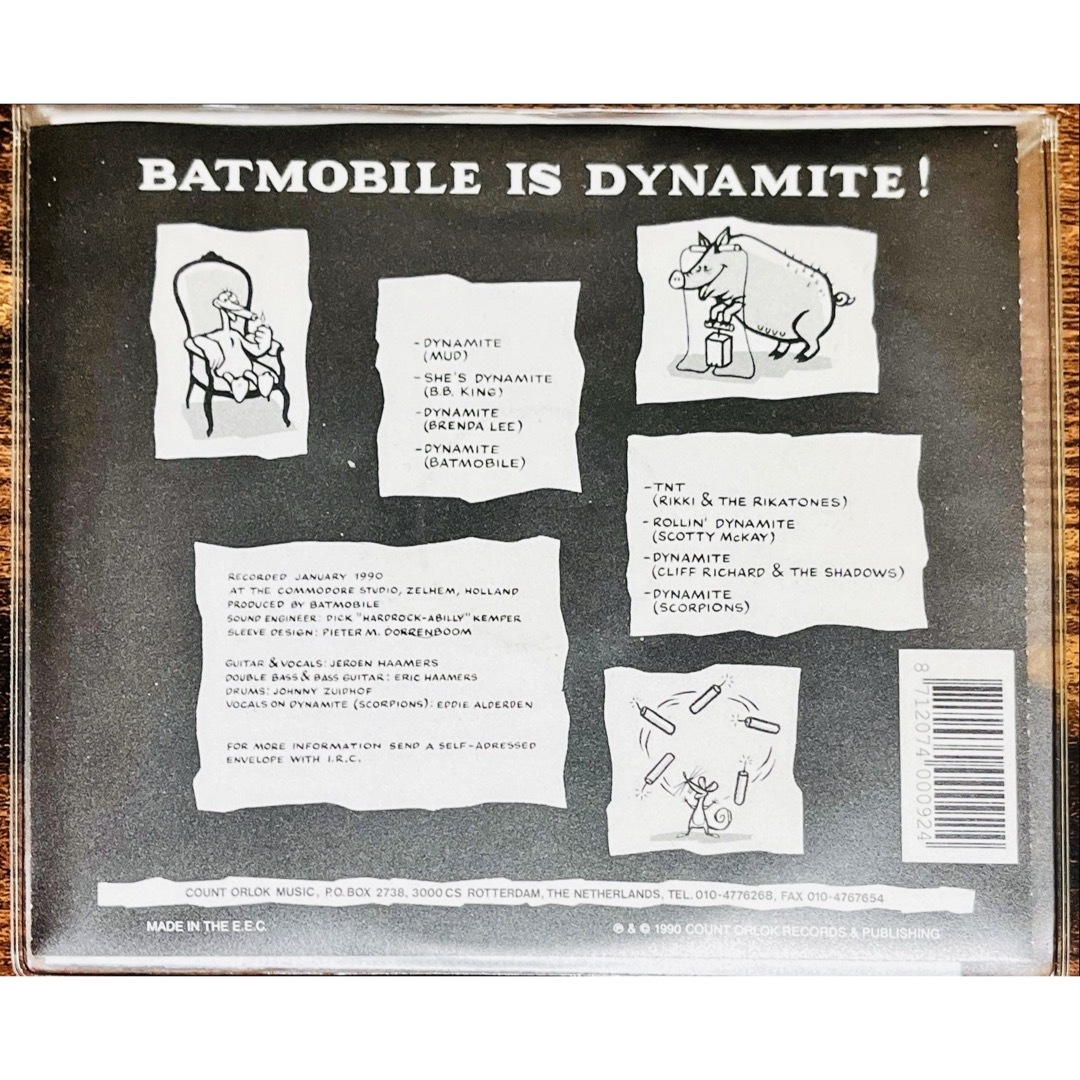 BATMOBILE IS DYNAMITE!
-DYNAMITE
(MUD)
-SHE'S DYNAMITE
(B.B. KING)
-DYNAMITE
(BRENDA LEE)
-DYNAMITE
(BATMOBILE)
-TNT
(RIKKI & THE RIKATONES)
-ROLLIN' DYNAMITE
(SCOTTY McKAY)
-DYNAMITE
(CLIFF RICHARD & THE SHADOWS)
-DYNAMITE
(SCORPIONS)
RECORDED JANUARY 1990
AT THE COMMODORE STUDIO, ZELHEM, HOLLAND
PRODUCED BY BATMOBILE
SOUND ENGINEER: DICK "HARDROCK-ABILLY" KEMPER
SLEEVE DESIGN: PIETER M. DORRENBOOM
GUITAR & VOCALS: JEROEN HAAMERS
DOUBLE BASS & BASS GUITAR: ERIC HAAMERS
DRUMS: JOHNNY ZUIDHOF
VOCALS ON DYNAMITE (SCORPIONS): EDDIE ALDERDEN
FOR MORE INFORMATION SEND A SELF-ADRESSED
ENVELOPE WITH I.R.C.
8 712074 000924
COUNT ORLOK MUSIC, P.O. BOX 2738, 3000 CS ROTTERDAM, THE NETHERLANDS, TEL. 010-4776268, FAX 010-4767654
MADE IN THE E.E.C.
℗ & © 1990 COUNT ORLOK RECORDS & PUBLISHING